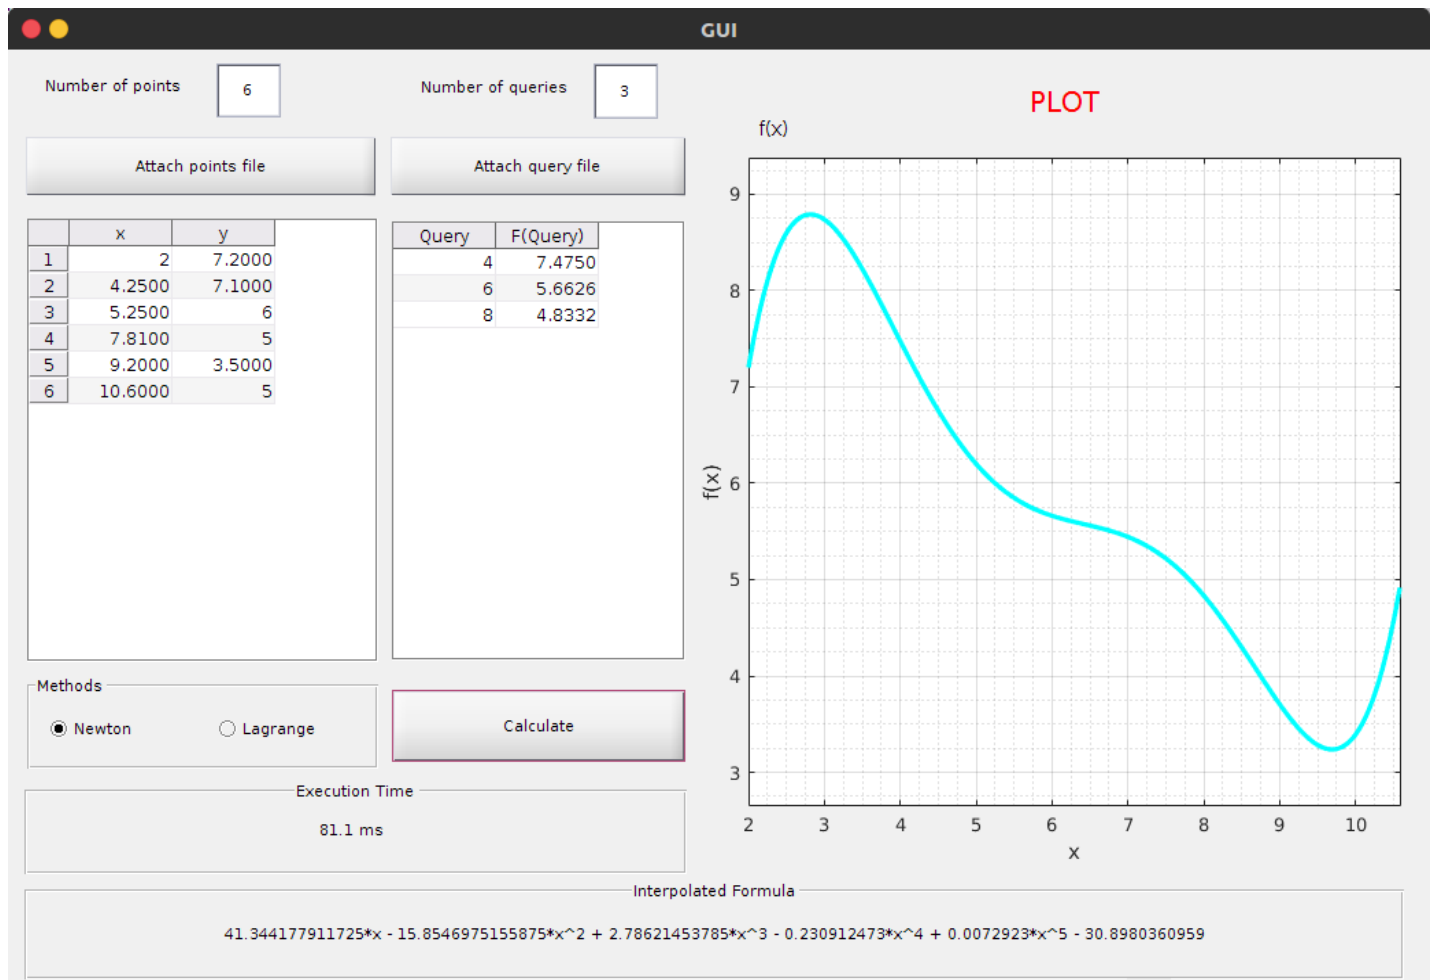 GUI
Number of points 6
Number of queries 3
Attach points file
Attach query file
x y
1 2 7.2000
2 4.2500 7.1000
3 5.2500 6
4 7.8100 5
5 9.2000 3.5000
6 10.6000 5
Query F(Query)
4 7.4750
6 5.6626
8 4.8332
Methods
Newton Lagrange
Calculate
Execution Time
81.1 ms
PLOT
f(x)
f(x)
9
8
7
6
5
4
3
2 3 4 5 6 7 8 9 10
x
Interpolated Formula
41.344177911725*x - 15.8546975155875*x^2 + 2.78621453785*x^3 - 0.230912473*x^4 + 0.0072923*x^5 - 30.8980360959